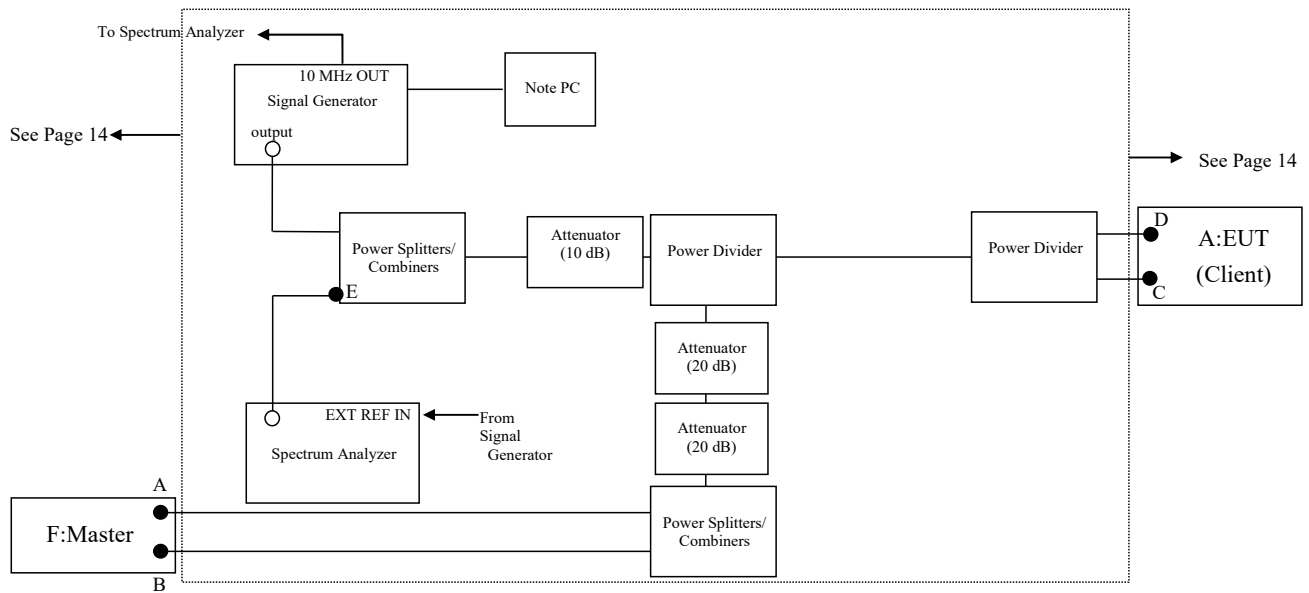 To Spectrum Analyzer
10 MHz OUT
Signal Generator
output
Note PC
See Page 14
See Page 14
Power Splitters/
Combiners
E
Attenuator
(10 dB)
Power Divider
Power Divider
D
C
A:EUT
(Client)
Attenuator
(20 dB)
Attenuator
(20 dB)
EXT REF IN
Spectrum Analyzer
From
Signal
Generator
A
F:Master
B
Power Splitters/
Combiners